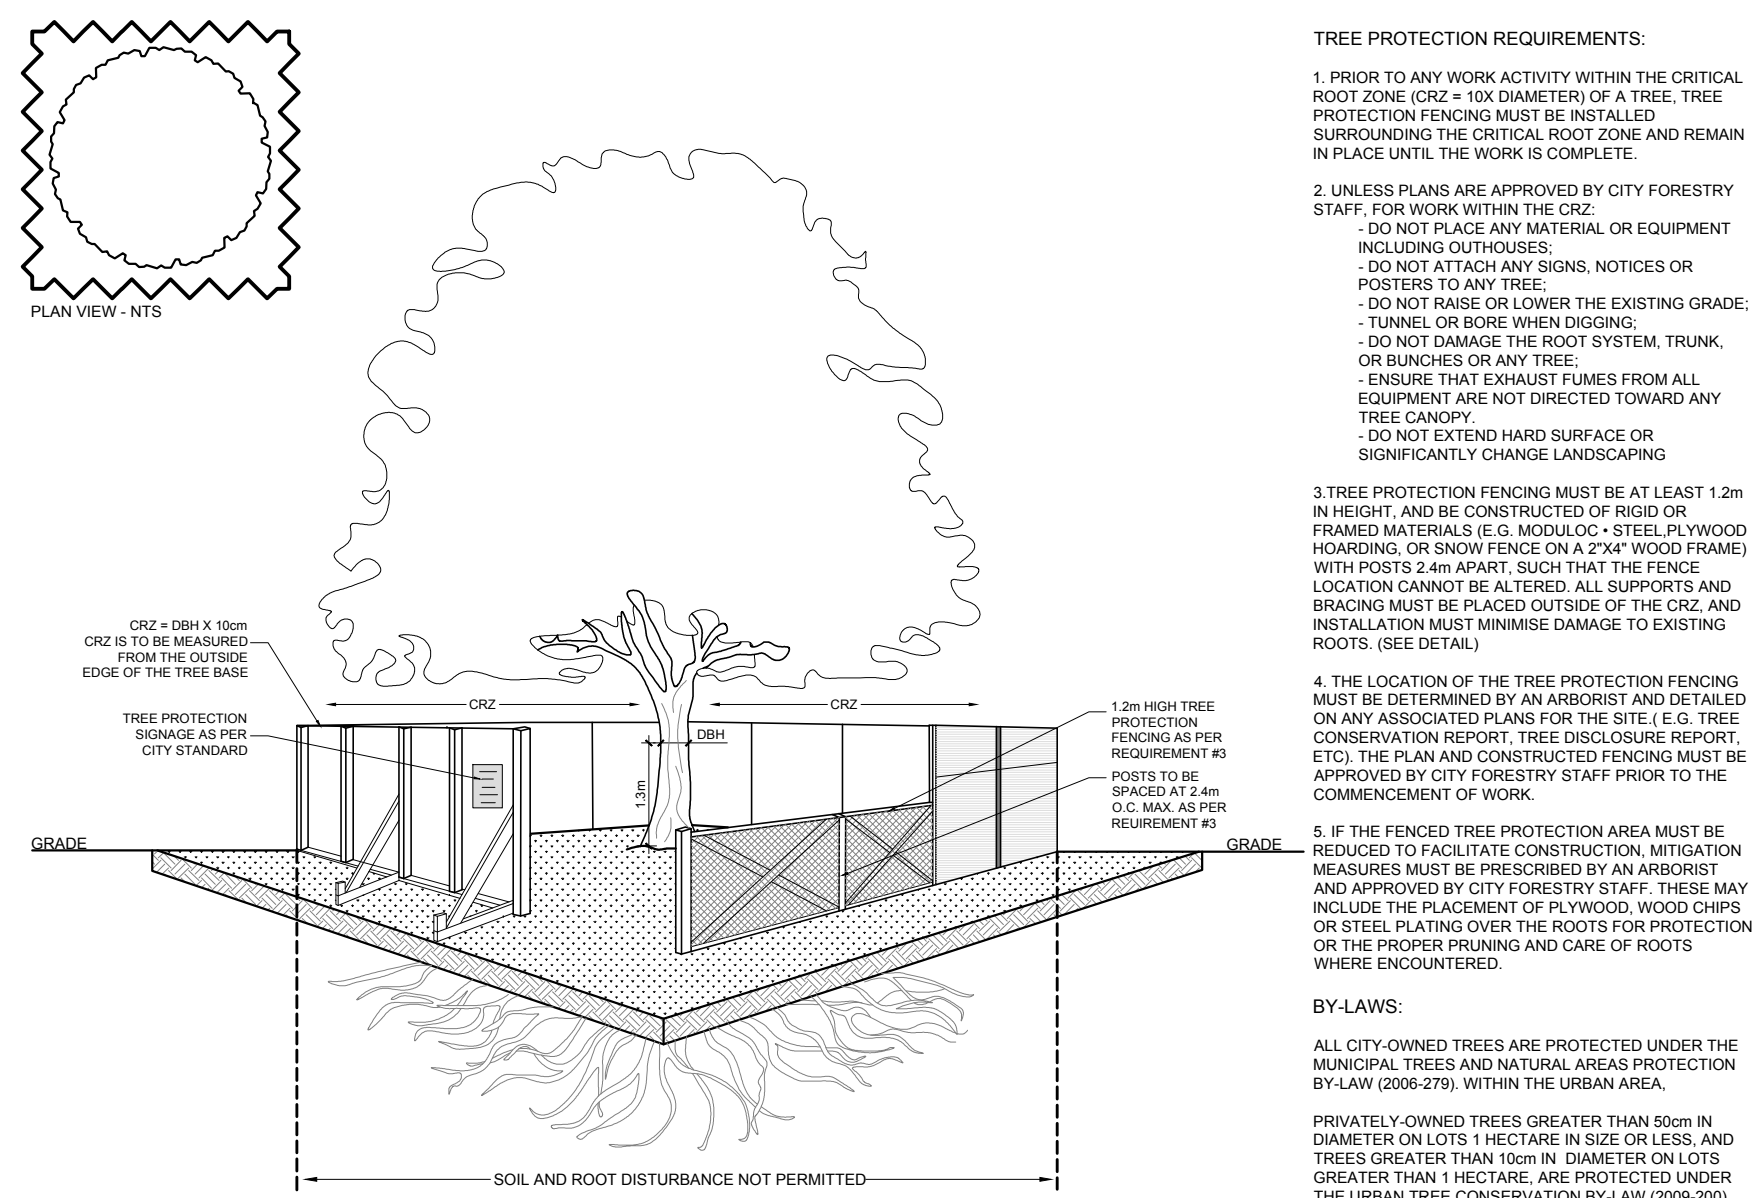 PLAN VIEW - NTS
CRZ = DBH X 10cm
CRZ IS TO BE MEASURED
FROM THE OUTSIDE
EDGE OF THE TREE BASE
TREE PROTECTION
SIGNAGE AS PER
CITY STANDARD
CRZ
CRZ
DBH
1.3m
1.2m HIGH TREE
PROTECTION
FENCING AS PER
REQUIREMENT #3
POSTS TO BE
SPACED AT 2.4m
O.C. MAX. AS PER
REUIREMENT #3
GRADE
GRADE
SOIL AND ROOT DISTURBANCE NOT PERMITTED
TREE PROTECTION REQUIREMENTS:
1. PRIOR TO ANY WORK ACTIVITY WITHIN THE CRITICAL
ROOT ZONE (CRZ = 10X DIAMETER) OF A TREE, TREE
PROTECTION FENCING MUST BE INSTALLED
SURROUNDING THE CRITICAL ROOT ZONE AND REMAIN
IN PLACE UNTIL THE WORK IS COMPLETE.
2. UNLESS PLANS ARE APPROVED BY CITY FORESTRY
STAFF, FOR WORK WITHIN THE CRZ:
- DO NOT PLACE ANY MATERIAL OR EQUIPMENT
INCLUDING OUTHOUSES;
- DO NOT ATTACH ANY SIGNS, NOTICES OR
POSTERS TO ANY TREE;
- DO NOT RAISE OR LOWER THE EXISTING GRADE;
- TUNNEL OR BORE WHEN DIGGING;
- DO NOT DAMAGE THE ROOT SYSTEM, TRUNK,
OR BUNCHES OR ANY TREE;
- ENSURE THAT EXHAUST FUMES FROM ALL
EQUIPMENT ARE NOT DIRECTED TOWARD ANY
TREE CANOPY.
- DO NOT EXTEND HARD SURFACE OR
SIGNIFICANTLY CHANGE LANDSCAPING
3.TREE PROTECTION FENCING MUST BE AT LEAST 1.2m
IN HEIGHT, AND BE CONSTRUCTED OF RIGID OR
FRAMED MATERIALS (E.G. MODULOC • STEEL,PLYWOOD
HOARDING, OR SNOW FENCE ON A 2"X4" WOOD FRAME)
WITH POSTS 2.4m APART, SUCH THAT THE FENCE
LOCATION CANNOT BE ALTERED. ALL SUPPORTS AND
BRACING MUST BE PLACED OUTSIDE OF THE CRZ, AND
INSTALLATION MUST MINIMISE DAMAGE TO EXISTING
ROOTS. (SEE DETAIL)
4. THE LOCATION OF THE TREE PROTECTION FENCING
MUST BE DETERMINED BY AN ARBORIST AND DETAILED
ON ANY ASSOCIATED PLANS FOR THE SITE.( E.G. TREE
CONSERVATION REPORT, TREE DISCLOSURE REPORT,
ETC). THE PLAN AND CONSTRUCTED FENCING MUST BE
APPROVED BY CITY FORESTRY STAFF PRIOR TO THE
COMMENCEMENT OF WORK.
5. IF THE FENCED TREE PROTECTION AREA MUST BE
REDUCED TO FACILITATE CONSTRUCTION, MITIGATION
MEASURES MUST BE PRESCRIBED BY AN ARBORIST
AND APPROVED BY CITY FORESTRY STAFF. THESE MAY
INCLUDE THE PLACEMENT OF PLYWOOD, WOOD CHIPS
OR STEEL PLATING OVER THE ROOTS FOR PROTECTION
OR THE PROPER PRUNING AND CARE OF ROOTS
WHERE ENCOUNTERED.
BY-LAWS:
ALL CITY-OWNED TREES ARE PROTECTED UNDER THE
MUNICIPAL TREES AND NATURAL AREAS PROTECTION
BY-LAW (2006-279). WITHIN THE URBAN AREA,
PRIVATELY-OWNED TREES GREATER THAN 50cm IN
DIAMETER ON LOTS 1 HECTARE IN SIZE OR LESS, AND
TREES GREATER THAN 10cm IN DIAMETER ON LOTS
GREATER THAN 1 HECTARE, ARE PROTECTED UNDER
THE URBAN TREE CONSERVATION BY-LAW (2009-200)